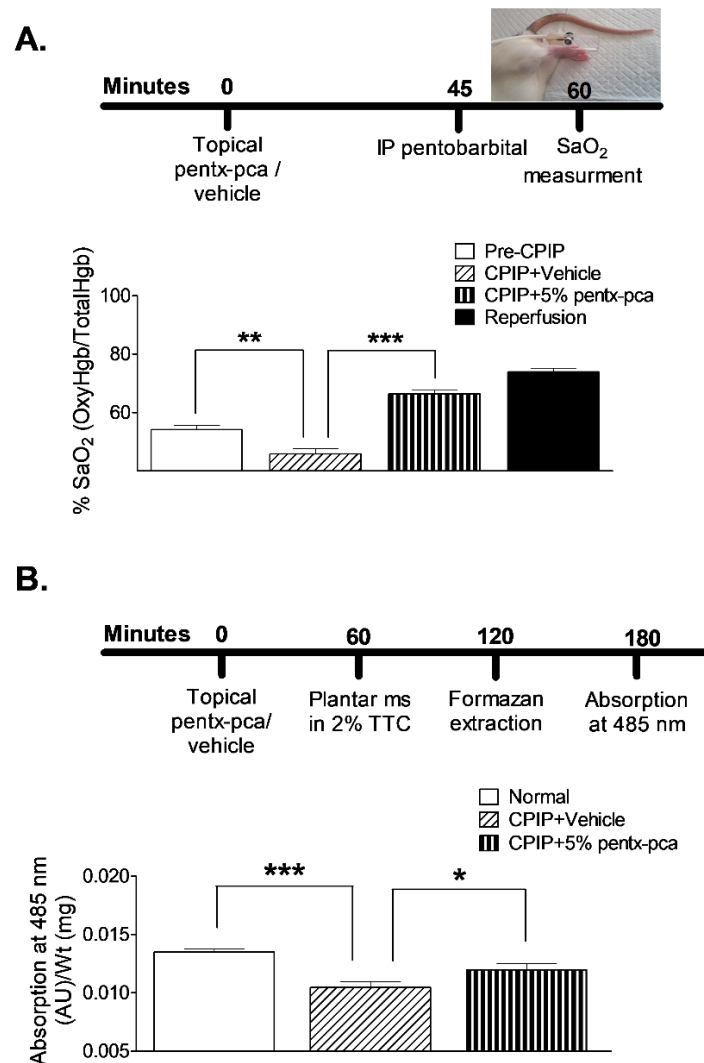 A.
Minutes 0 45 60
Topical
pentx-pca /
vehicle
IP pentobarbital
SaO2
measurment
Pre-CPIP
CPIP+Vehicle
CPIP+5% pentx-pca
Reperfusion
% SaO2 (OxyHgb/TotalHgb)
100
80
60
** ***
B.
Minutes 0 60 120 180
Topical
pentx-pca/
vehicle
Plantar ms
in 2% TTC
Formazan
extraction
Absorption
at 485 nm
Normal
CPIP+Vehicle
CPIP+5% pentx-pca
Absorption at 485 nm
(AU)/Wt (mg)
0.020
0.015
0.010
0.005
*** *